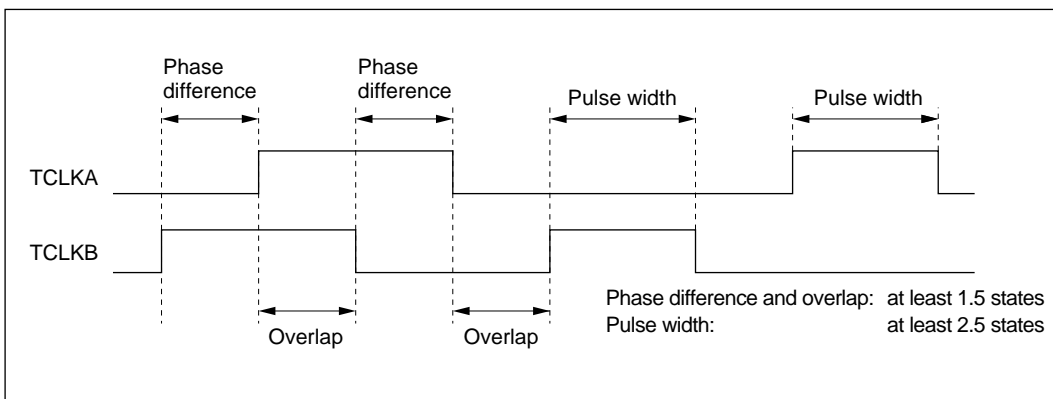 Phase
difference
Phase
difference
Pulse width
Pulse width
TCLKA
TCLKB
Overlap
Overlap
Phase difference and overlap: at least 1.5 states
Pulse width: at least 2.5 states